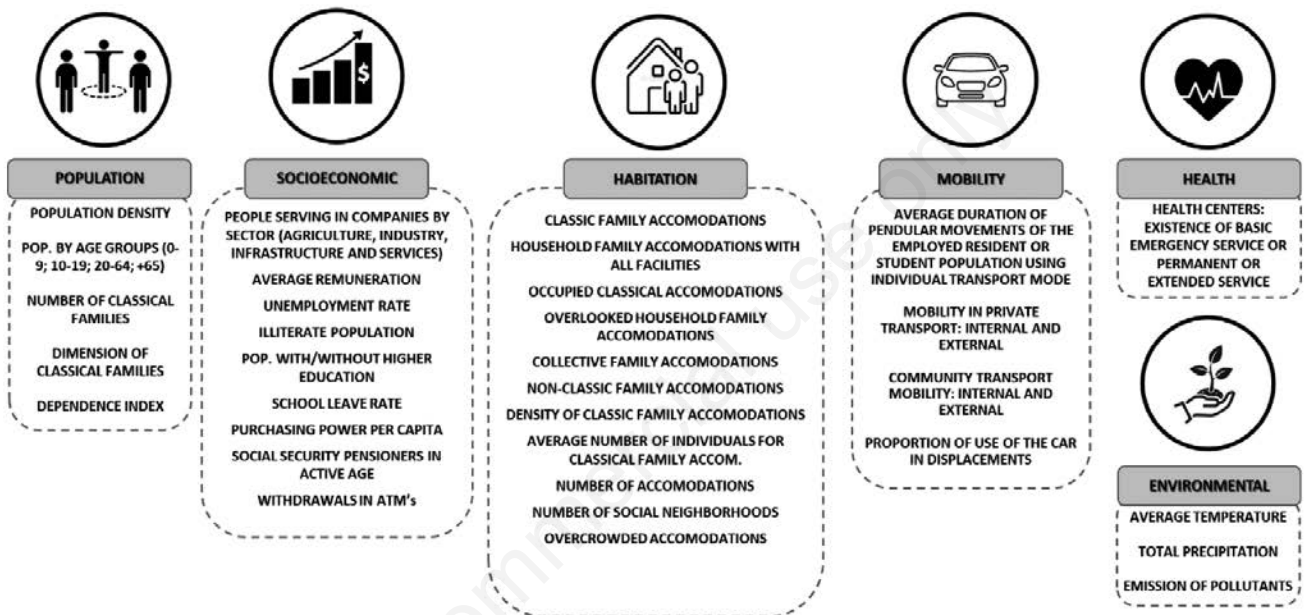 $
POPULATION
POPULATION DENSITY
POP. BY AGE GROUPS (0-
9; 10-19; 20-64; +65)
NUMBER OF CLASSICAL
FAMILIES
DIMENSION OF
CLASSICAL FAMILIES
DEPENDENCE INDEX
SOCIOECONOMIC
PEOPLE SERVING IN COMPANIES BY
SECTOR (AGRICULTURE, INDUSTRY,
INFRASTRUCTURE AND SERVICES)
AVERAGE REMUNERATION
UNEMPLOYMENT RATE
ILLITERATE POPULATION
POP. WITH/WITHOUT HIGHER
EDUCATION
SCHOOL LEAVE RATE
PURCHASING POWER PER CAPITA
SOCIAL SECURITY PENSIONERS IN
ACTIVE AGE
WITHDRAWALS IN ATM's
HABITATION
CLASSIC FAMILY ACCOMODATIONS
HOUSEHOLD FAMILY ACCOMODATIONS WITH
ALL FACILITIES
OCCUPIED CLASSICAL ACCOMODATIONS
OVERLOOKED HOUSEHOLD FAMILY
ACCOMODATIONS
COLLECTIVE FAMILY ACCOMODATIONS
NON-CLASSIC FAMILY ACCOMODATIONS
DENSITY OF CLASSIC FAMILY ACCOMODATIONS
AVERAGE NUMBER OF INDIVIDUALS FOR
CLASSICAL FAMILY ACCOM.
NUMBER OF ACCOMODATIONS
NUMBER OF SOCIAL NEIGHBORHOODS
OVERCROWDED ACCOMODATIONS
MOBILITY
AVERAGE DURATION OF
PENDULAR MOVEMENTS OF
THE EMPLOYED RESIDENT OR
STUDENT POPULATION USING
INDIVIDUAL TRANSPORT MODE
MOBILITY IN PRIVATE
TRANSPORT: INTERNAL AND
EXTERNAL
COMMUNITY TRANSPORT
MOBILITY: INTERNAL AND
EXTERNAL
PROPORTION OF USE OF THE CAR
IN DISPLACEMENTS
HEALTH
HEALTH CENTERS:
EXISTENCE OF BASIC
EMERGENCY SERVICE OR
PERMANENT OR
EXTENDED SERVICE
ENVIRONMENTAL
AVERAGE TEMPERATURE
TOTAL PRECIPITATION
EMISSION OF POLLUTANTS
ommercial use only